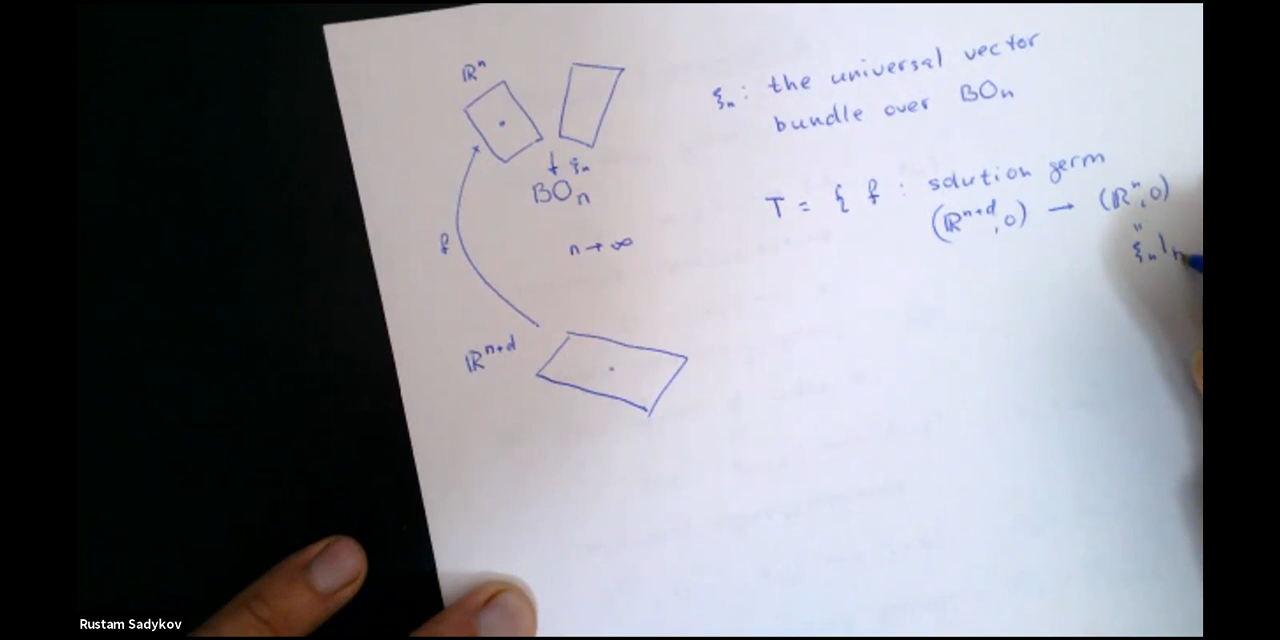 ℝⁿ
ξₙ : the universal vector
bundle over BOₙ
↓ ξₙ
BOₙ
T = { f : solution germ
(ℝⁿ⁺ᵈ, 0) → (ℝⁿ, 0)
"
ξₙ|b
f
n → ∞
ℝⁿ⁺ᵈ
Rustam Sadykov